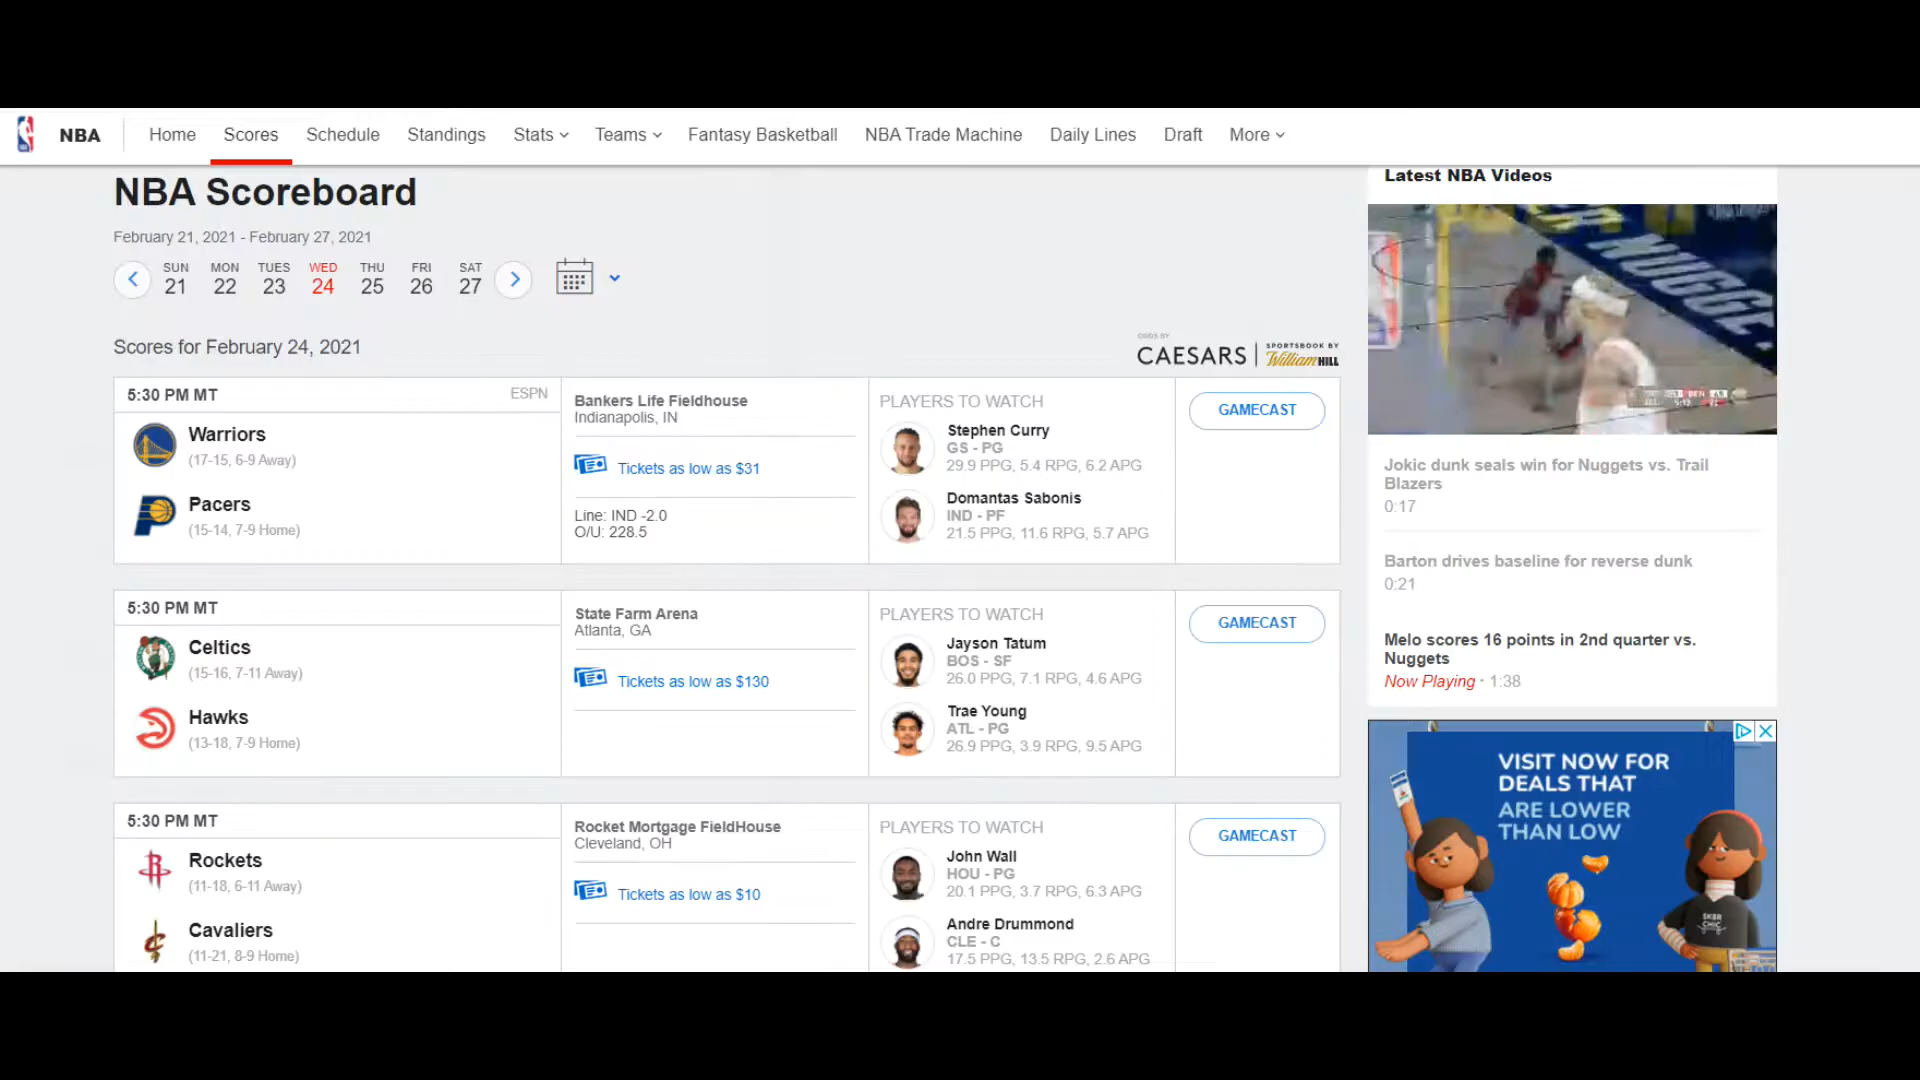 NBA
Home
Scores
Schedule
Standings
Stats
Teams
Fantasy Basketball
NBA Trade Machine
Daily Lines
Draft
More
NBA Scoreboard
February 21, 2021 - February 27, 2021
SUN
21
MON
22
TUES
23
WED
24
THU
25
FRI
26
SAT
27
Scores for February 24, 2021
ODDS BY
CAESARS
SPORTSBOOK BY
William HILL
5:30 PM MT
ESPN
Warriors
(17-15, 6-9 Away)
Pacers
(15-14, 7-9 Home)
Bankers Life Fieldhouse
Indianapolis, IN
Tickets as low as $31
Line: IND -2.0
O/U: 228.5
PLAYERS TO WATCH
Stephen Curry
GS - PG
29.9 PPG, 5.4 RPG, 6.2 APG
Domantas Sabonis
IND - PF
21.5 PPG, 11.6 RPG, 5.7 APG
GAMECAST
5:30 PM MT
Celtics
(15-16, 7-11 Away)
Hawks
(13-18, 7-9 Home)
State Farm Arena
Atlanta, GA
Tickets as low as $130
PLAYERS TO WATCH
Jayson Tatum
BOS - SF
26.0 PPG, 7.1 RPG, 4.6 APG
Trae Young
ATL - PG
26.9 PPG, 3.9 RPG, 9.5 APG
GAMECAST
5:30 PM MT
Rockets
(11-18, 6-11 Away)
Cavaliers
(11-21, 8-9 Home)
Rocket Mortgage FieldHouse
Cleveland, OH
Tickets as low as $10
PLAYERS TO WATCH
John Wall
HOU - PG
20.1 PPG, 3.7 RPG, 6.3 APG
Andre Drummond
CLE - C
17.5 PPG, 13.5 RPG, 2.6 APG
GAMECAST
Latest NBA Videos
NUGGE
Jokic dunk seals win for Nuggets vs. Trail
Blazers
0:17
Barton drives baseline for reverse dunk
0:21
Melo scores 16 points in 2nd quarter vs.
Nuggets
Now Playing · 1:38
VISIT NOW FOR
DEALS THAT
ARE LOWER
THAN LOW
SK8R
CHIC